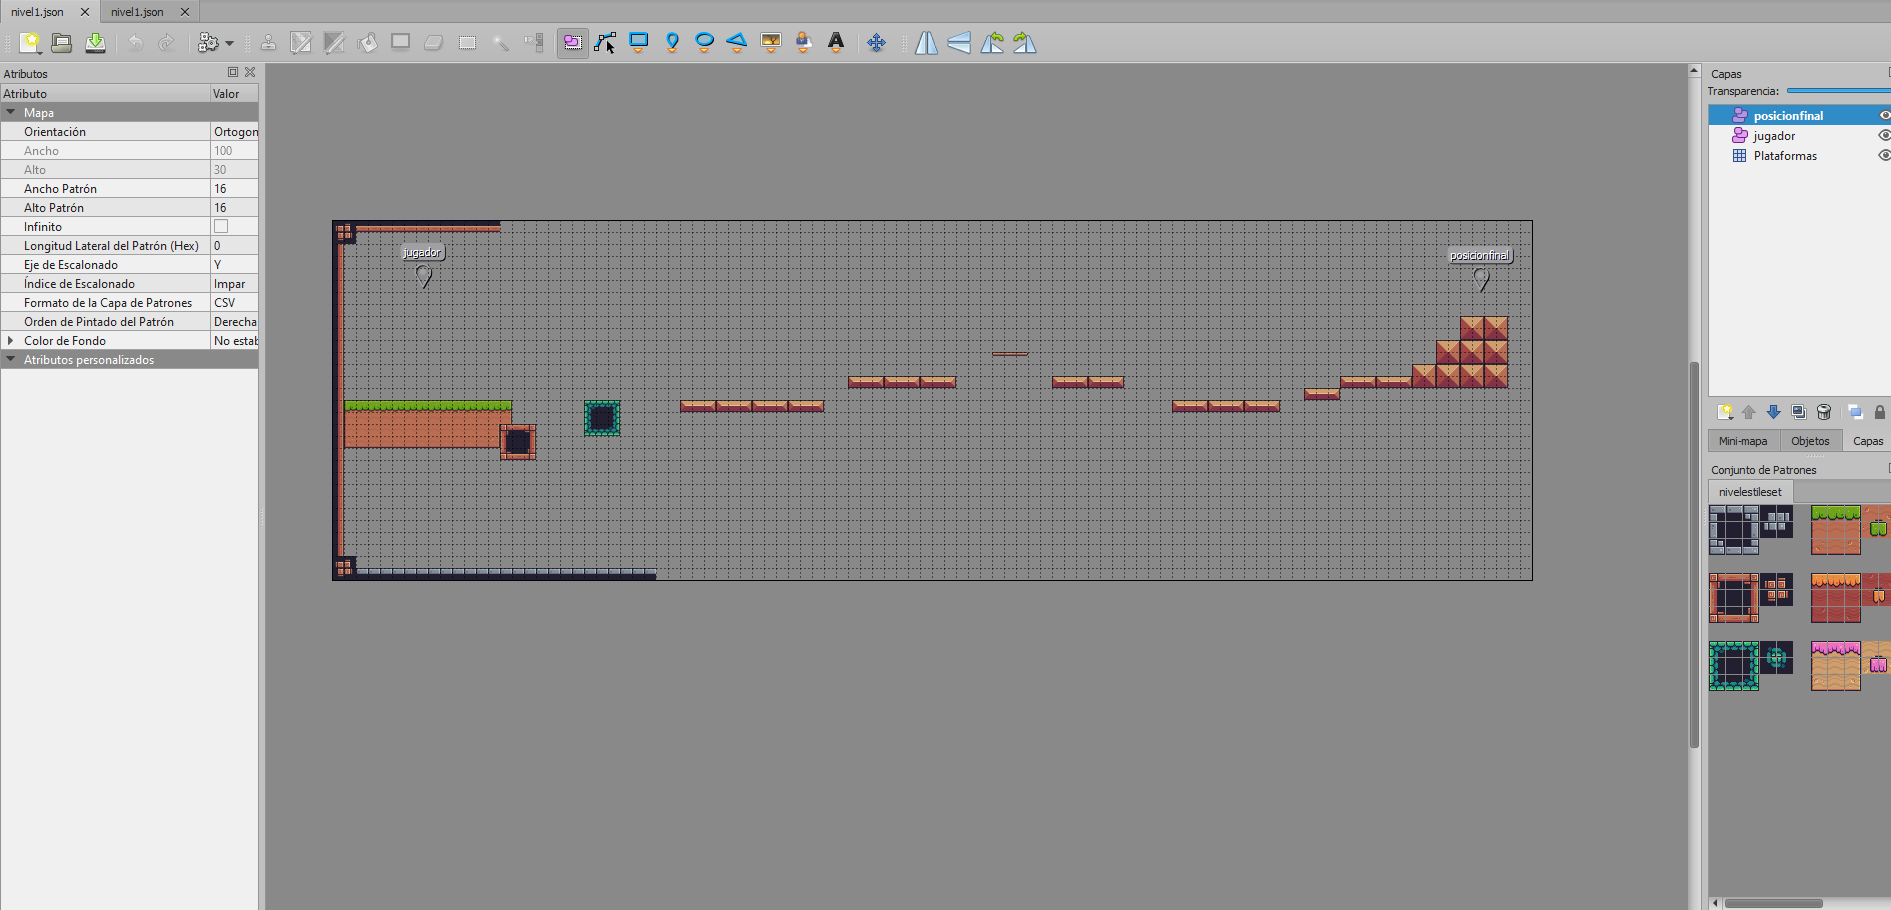 nivel1.json
nivel1.json
Atributos
Atributo Valor
Mapa
Orientación Ortogon
Ancho 100
Alto 30
Ancho Patrón 16
Alto Patrón 16
Infinito
Longitud Lateral del Patrón (Hex) 0
Eje de Escalonado Y
Índice de Escalonado Impar
Formato de la Capa de Patrones CSV
Orden de Pintado del Patrón Derecha
Color de Fondo No estab
Atributos personalizados
jugador
posicionfinal
Capas
Transparencia:
posicionfinal
jugador
Plataformas
Mini-mapa Objetos Capas
Conjunto de Patrones
nivelestileset